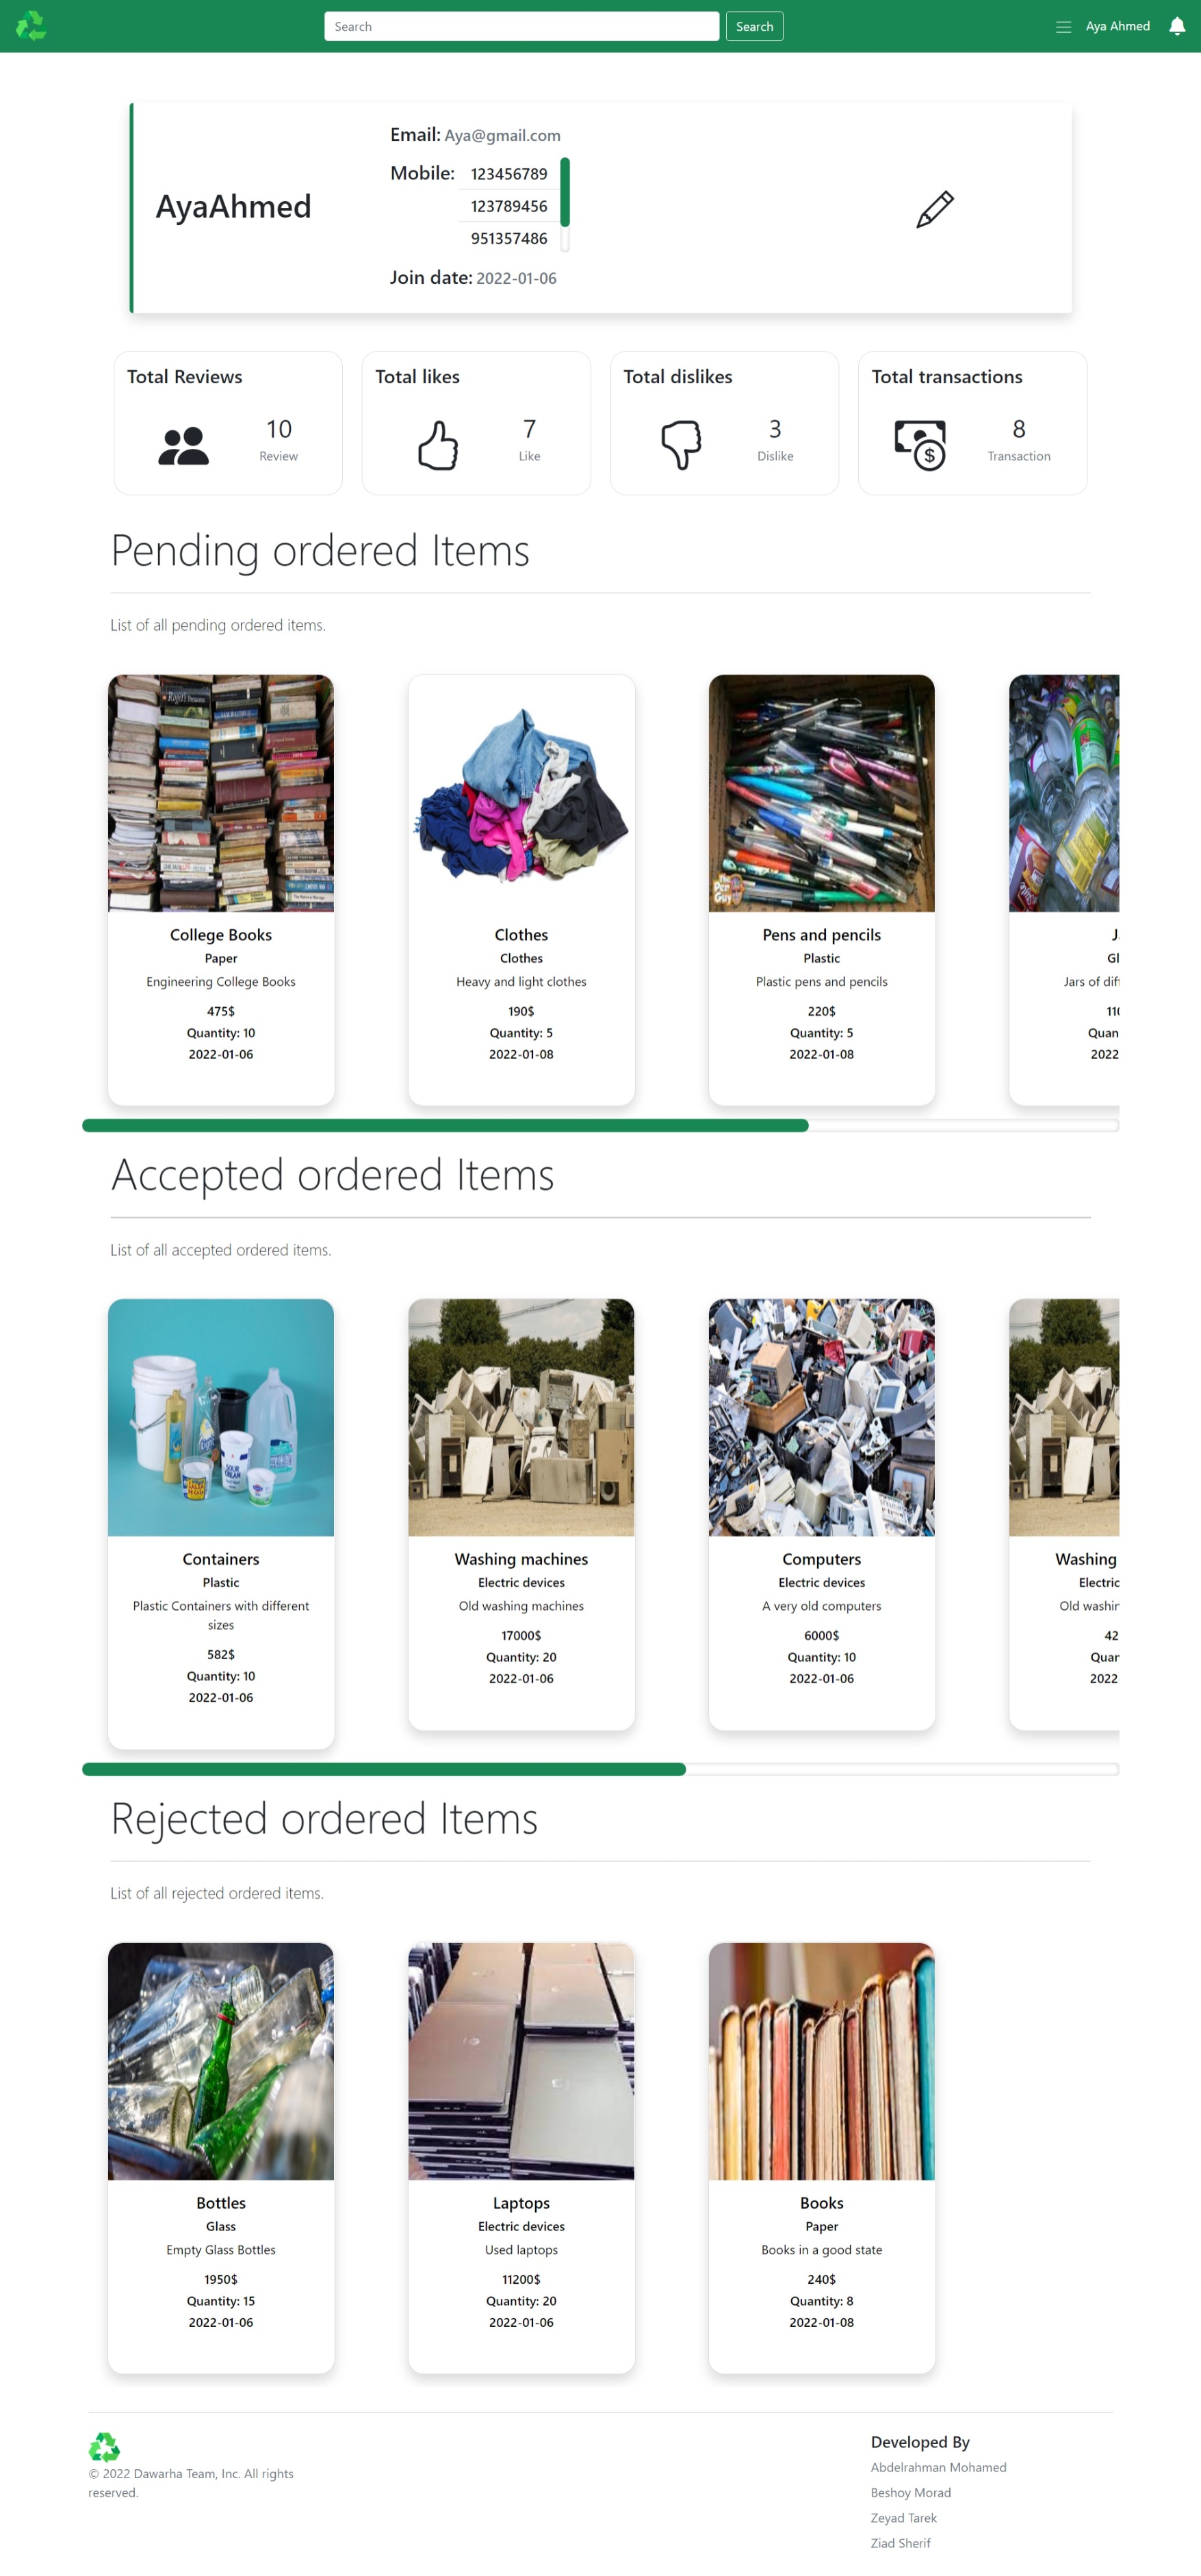 Search
Search
Aya Ahmed
AyaAhmed
Email: Aya@gmail.com
Mobile: 123456789
123789456
951357486
Join date: 2022-01-06
Total Reviews
10
Review
Total likes
7
Like
Total dislikes
3
Dislike
Total transactions
8
Transaction
Pending ordered Items
List of all pending ordered items.
College Books
Paper
Engineering College Books
475$
Quantity: 10
2022-01-06
Clothes
Clothes
Heavy and light clothes
190$
Quantity: 5
2022-01-08
The
Pen
Guy
Pens and pencils
Plastic
Plastic pens and pencils
220$
Quantity: 5
2022-01-08
J
Gl
Jars of dif
11
Quan
2022
Accepted ordered Items
List of all accepted ordered items.
SOUR
CREAM
Containers
Plastic
Plastic Containers with different
sizes
582$
Quantity: 10
2022-01-06
Washing machines
Electric devices
Old washing machines
17000$
Quantity: 20
2022-01-06
Computers
Electric devices
A very old computers
6000$
Quantity: 10
2022-01-06
Washing
Electric
Old washin
42
Quan
2022
Rejected ordered Items
List of all rejected ordered items.
Bottles
Glass
Empty Glass Bottles
1950$
Quantity: 15
2022-01-06
Laptops
Electric devices
Used laptops
11200$
Quantity: 20
2022-01-06
Books
Paper
Books in a good state
240$
Quantity: 8
2022-01-08
© 2022 Dawarha Team, Inc. All rights
reserved.
Developed By
Abdelrahman Mohamed
Beshoy Morad
Zeyad Tarek
Ziad Sherif